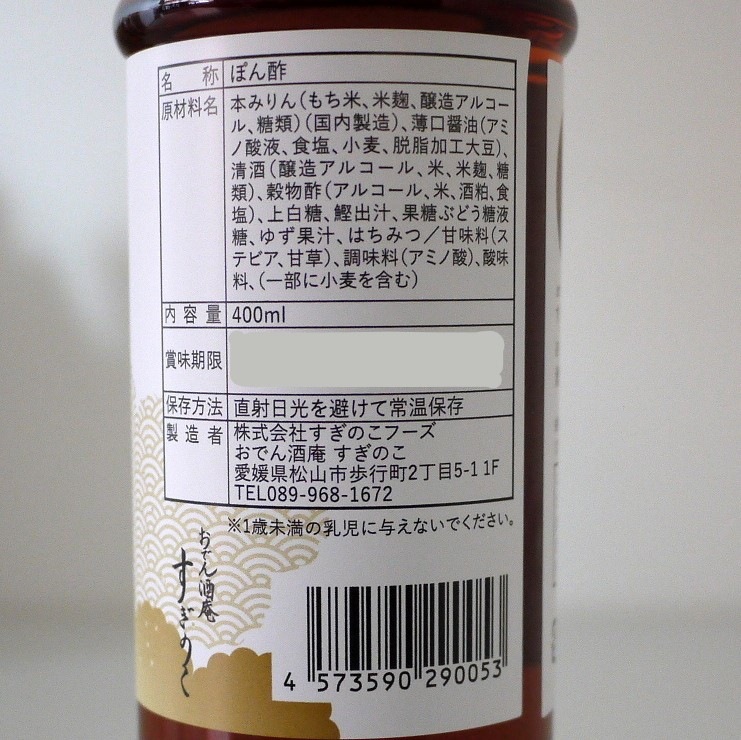 名称 ぽん酢
原材料名 本みりん(もち米、米麹、醸造アルコー
ル、糖類)(国内製造)、薄口醤油(アミ
ノ酸液、食塩、小麦、脱脂加工大豆)、
清酒(醸造アルコール、米、米麹、糖
類)、穀物酢(アルコール、米、酒粕、食
塩)、上白糖、鰹出汁、果糖ぶどう糖液
糖、ゆず果汁、はちみつ/甘味料(ス
テビア、甘草)、調味料(アミノ酸)、酸味
料、(一部に小麦を含む)
内容量 400ml
賞味期限
保存方法 直射日光を避けて常温保存
製造者 株式会社すぎのこフーズ
おでん酒庵 すぎのこ
愛媛県松山市歩行町2丁目5-1 1F
TEL089-968-1672
※1歳未満の乳児に与えないでください。
おでん酒庵
すぎのこ
4 573590 290053